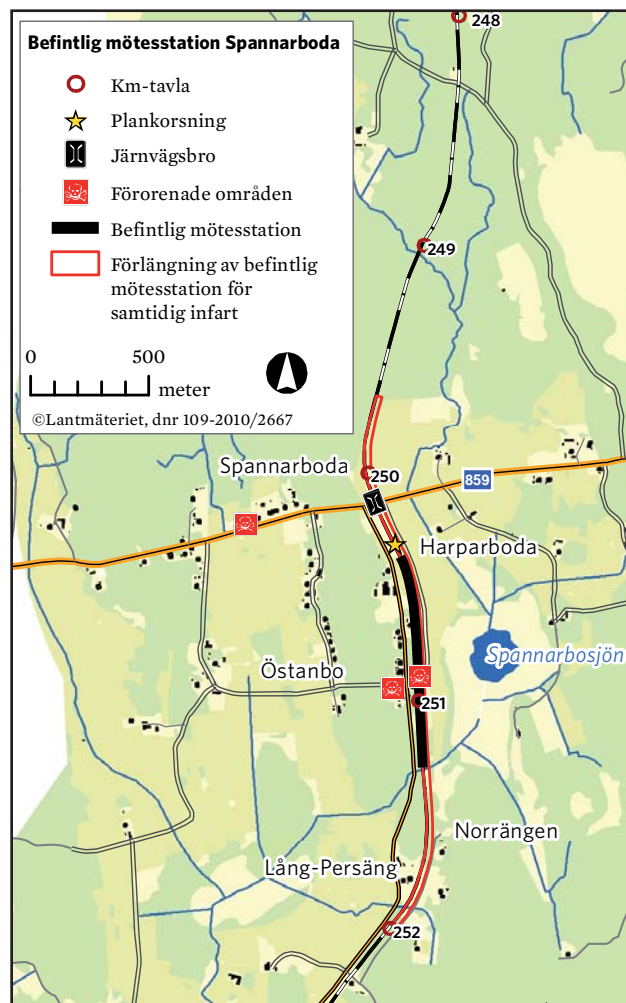 Befintlig mötesstation Spannarboda
Km-tavla
Plankorsning
Järnvägsbro
Förorenade områden
Befintlig mötesstation
Förlängning av befintlig
mötesstation för
samtidig infart
0 500
meter
©Lantmäteriet, dnr 109-2010/2667
248
249
Spannarboda
250
859
Harparboda
Spannarbosjön
Östanbo
251
Norrängen
Lång-Persäng
252